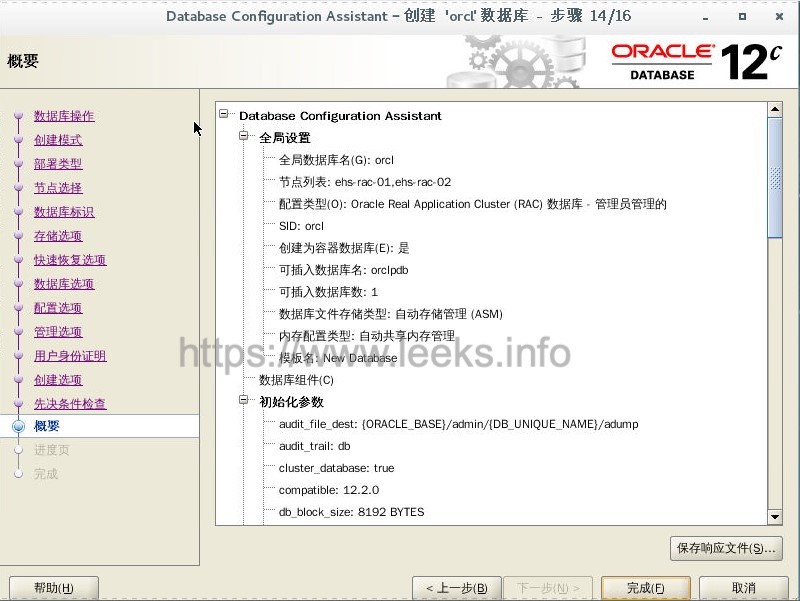 Database Configuration Assistant – 创建 'orcl' 数据库 - 步骤 14/16
概要
ORACLE
DATABASE
12c
数据库操作
创建模式
部署类型
节点选择
数据库标识
存储选项
快速恢复选项
数据库选项
配置选项
管理选项
用户身份证明
创建选项
先决条件检查
概要
进度页
完成
Database Configuration Assistant
全局设置
全局数据库名(G): orcl
节点列表: ehs-rac-01,ehs-rac-02
配置类型(O): Oracle Real Application Cluster (RAC) 数据库 - 管理员管理的
SID: orcl
创建为容器数据库(E): 是
可插入数据库名: orclpdb
可插入数据库数: 1
数据库文件存储类型: 自动存储管理 (ASM)
内存配置类型: 自动共享内存管理
模板名: New Database
https://www.leeks.info
数据库组件(C)
初始化参数
audit_file_dest: {ORACLE_BASE}/admin/{DB_UNIQUE_NAME}/adump
audit_trail: db
cluster_database: true
compatible: 12.2.0
db_block_size: 8192 BYTES
保存响应文件(S)...
帮助(H)
< 上一步(B)
下一步(N) >
完成(F)
取消